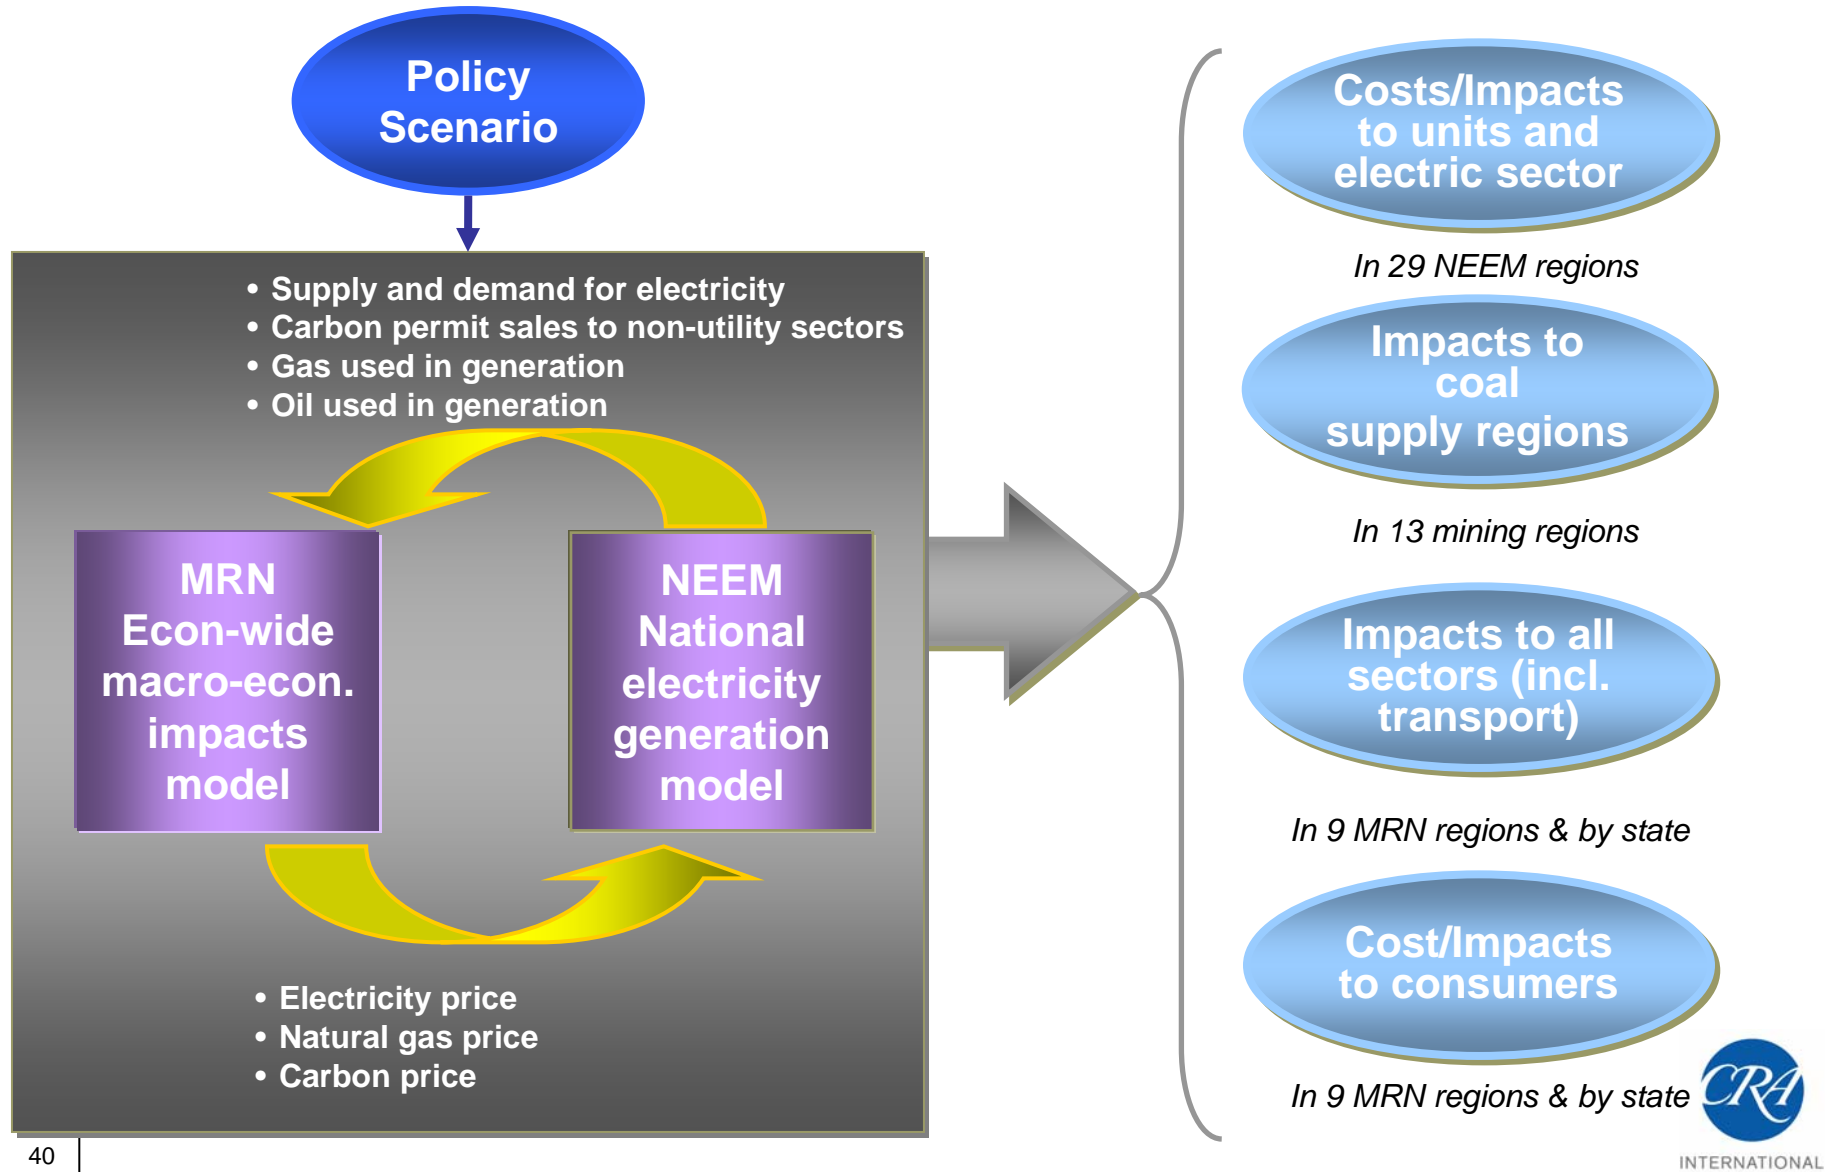 Policy
Scenario
• Supply and demand for electricity
• Carbon permit sales to non-utility sectors
• Gas used in generation
• Oil used in generation
MRN
Econ-wide
macro-econ.
impacts
model
NEEM
National
electricity
generation
model
• Electricity price
• Natural gas price
• Carbon price
Costs/Impacts
to units and
electric sector
In 29 NEEM regions
Impacts to
coal
supply regions
In 13 mining regions
Impacts to all
sectors (incl.
transport)
In 9 MRN regions & by state
Cost/Impacts
to consumers
In 9 MRN regions & by state
CRA
INTERNATIONAL
40